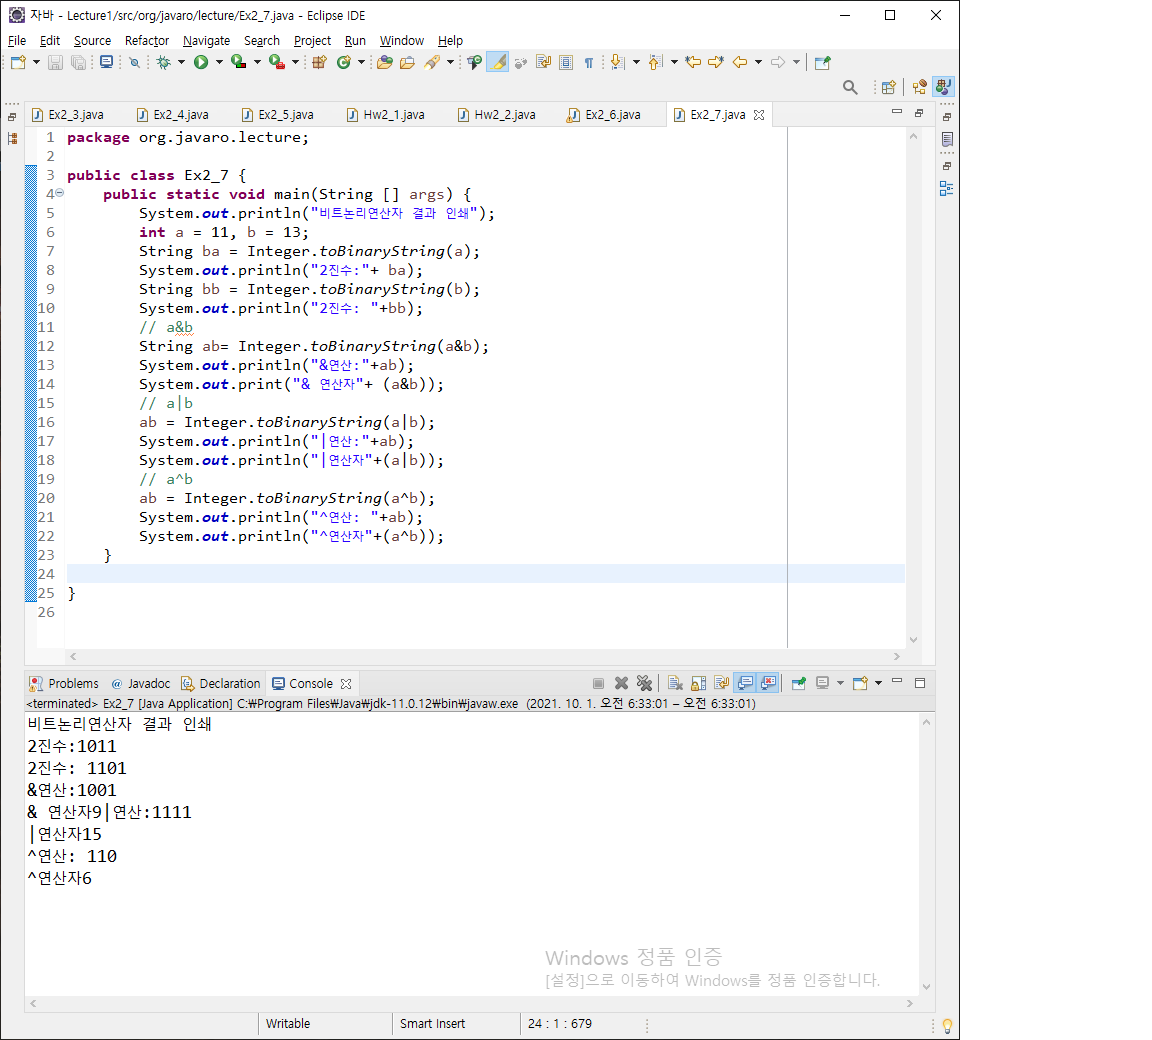 자바 - Lecture1/src/org/javaro/lecture/Ex2_7.java - Eclipse IDE
File Edit Source Refactor Navigate Search Project Run Window Help
Ex2_3.java Ex2_4.java Ex2_5.java Hw2_1.java Hw2_2.java Ex2_6.java Ex2_7.java
1 package org.javaro.lecture;
2
3 public class Ex2_7 {
4 public static void main(String [] args) {
5 System.out.println("비트논리연산자 결과 인쇄");
6 int a = 11, b = 13;
7 String ba = Integer.toBinaryString(a);
8 System.out.println("2진수:"+ ba);
9 String bb = Integer.toBinaryString(b);
10 System.out.println("2진수: "+bb);
11 // a&b
12 String ab= Integer.toBinaryString(a&b);
13 System.out.println("&연산:"+ab);
14 System.out.print("& 연산자"+ (a&b));
15 // a|b
16 ab = Integer.toBinaryString(a|b);
17 System.out.println("|연산:"+ab);
18 System.out.println("|연산자"+(a|b));
19 // a^b
20 ab = Integer.toBinaryString(a^b);
21 System.out.println("^연산: "+ab);
22 System.out.println("^연산자"+(a^b));
23 }
24
25 }
26
Problems @ Javadoc Declaration Console
<terminated> Ex2_7 [Java Application] C:₩Program Files₩Java₩jdk-11.0.12₩bin₩javaw.exe (2021. 10. 1. 오전 6:33:01 – 오전 6:33:01)
비트논리연산자 결과 인쇄
2진수:1011
2진수: 1101
&연산:1001
& 연산자9|연산:1111
|연산자15
^연산: 110
^연산자6
Windows 정품 인증
[설정]으로 이동하여 Windows를 정품 인증합니다.
Writable Smart Insert 24 : 1 : 679